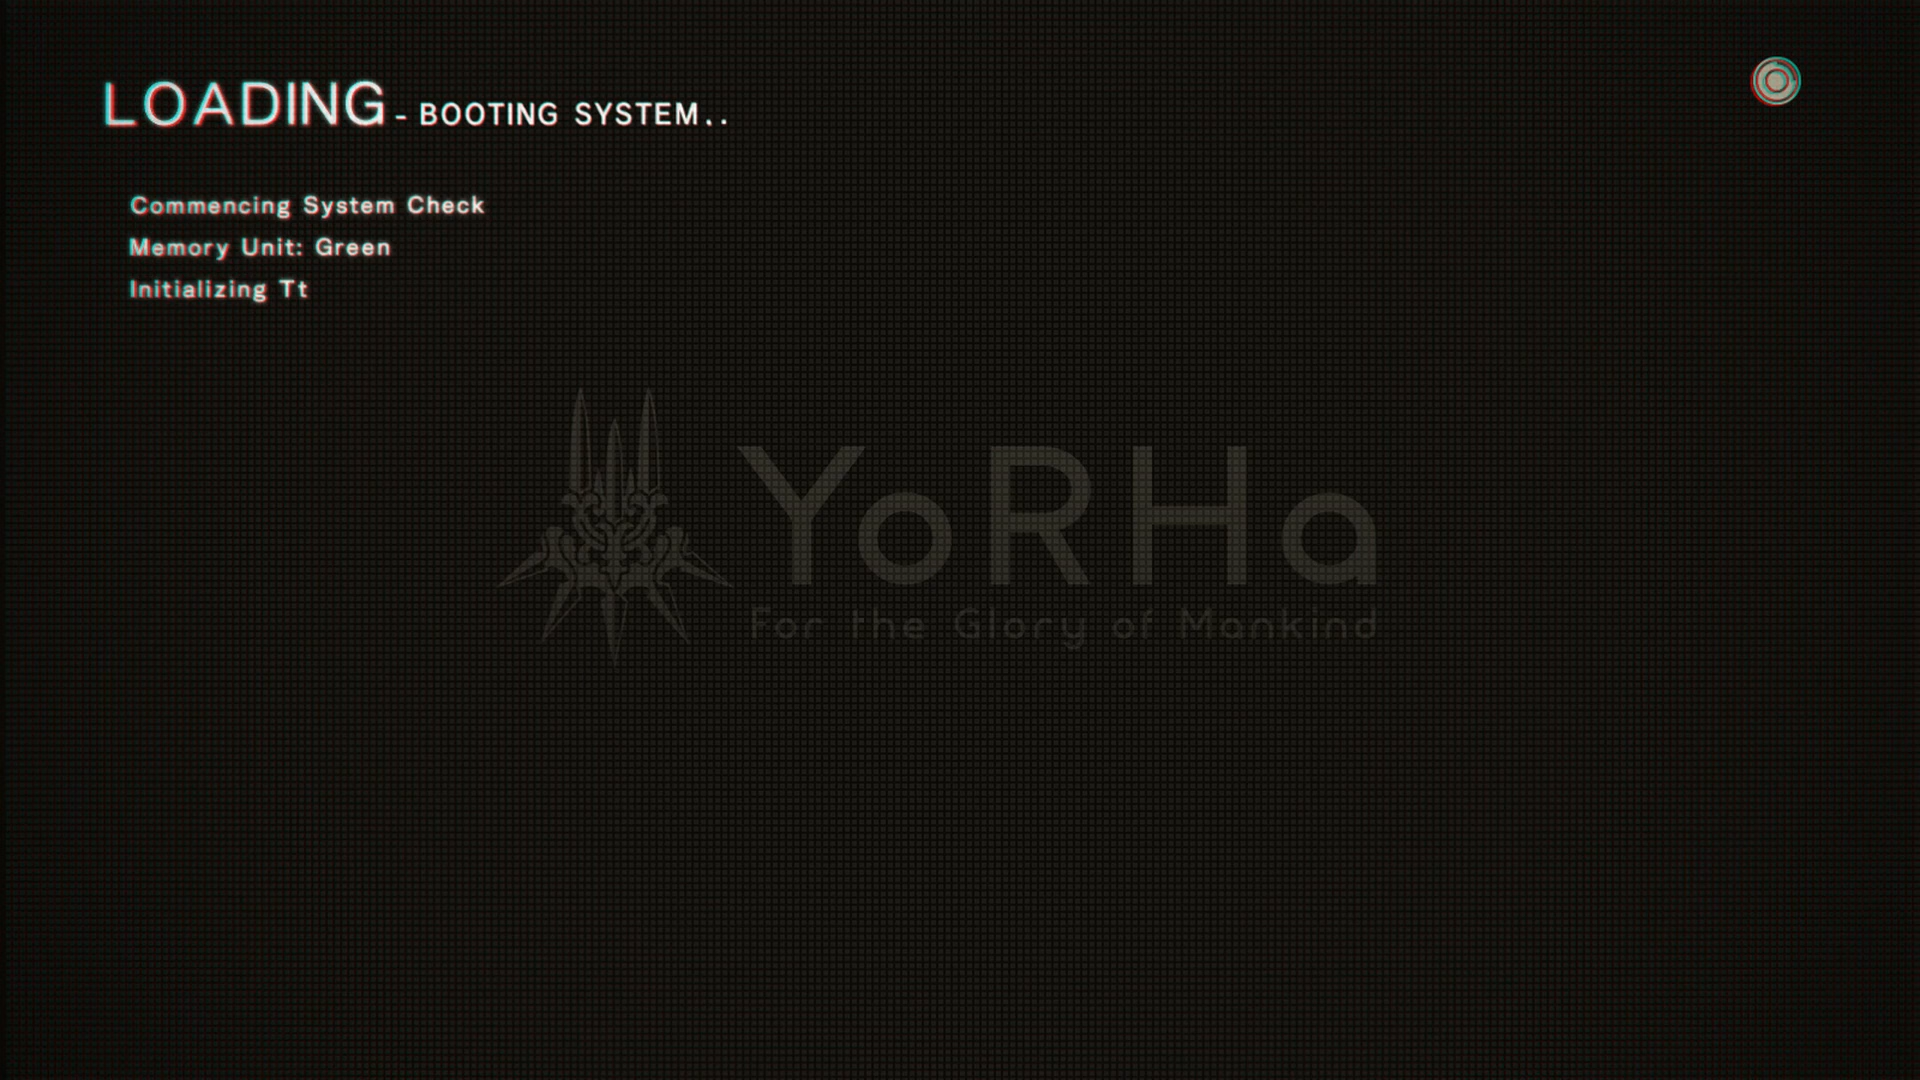 LOADING - BOOTING SYSTEM..
Commencing System Check
Memory Unit: Green
Initializing Tt
YoRHa
For the Glory of Mankind